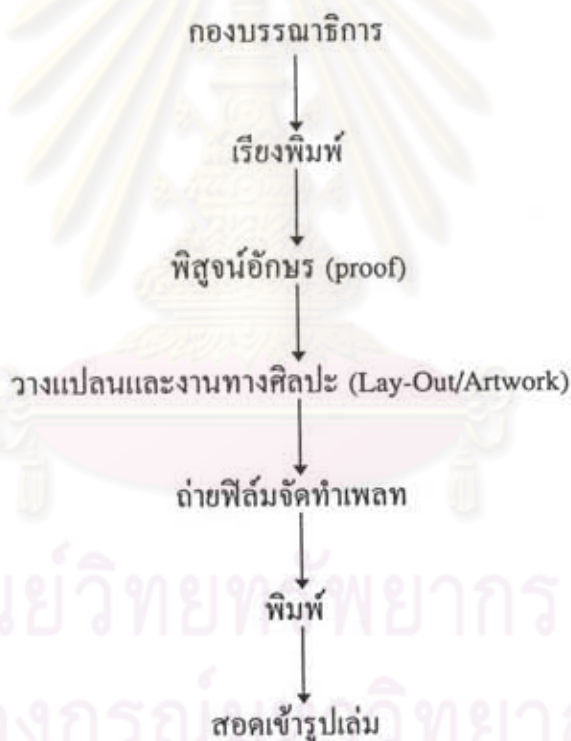 กองบรรณาธิการ
เรียงพิมพ์
พิสูจน์อักษร (proof)
วางแปลนและงานทางศิลปะ (Lay-Out/Artwork)
ถ่ายฟิล์มจัดทำเพลท
พิมพ์
สอดเข้ารูปเล่ม